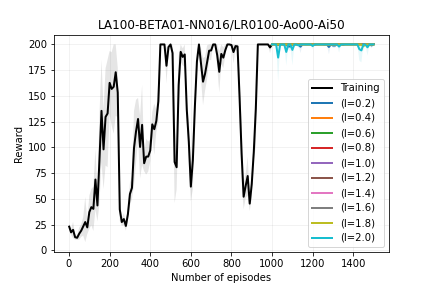 LA100-BETA01-NN016/LR0100-Ao00-Ai50
Reward
200
175
150
125
100
75
50
25
0
Training
(l=0.2)
(l=0.4)
(l=0.6)
(l=0.8)
(l=1.0)
(l=1.2)
(l=1.4)
(l=1.6)
(l=1.8)
(l=2.0)
0 200 400 600 800 1000 1200 1400
Number of episodes